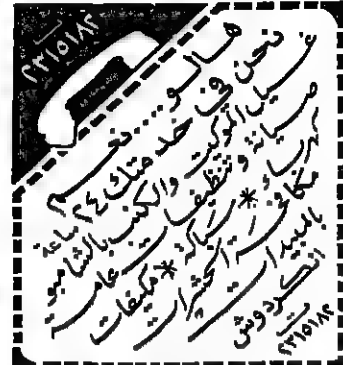 ت
٢٣١٥١٨٢
هالو... نعم
نحن في خدمتك ٢٤ ساعة
غسيل الموكيت والكنب بالشامبو
صيانة وتنظيفات عامة
كهرباء * سباكة * مكيفات
مكافحة الحشرات
بالمبيدات
الكردوش
ت ٢٣١٥١٨٢